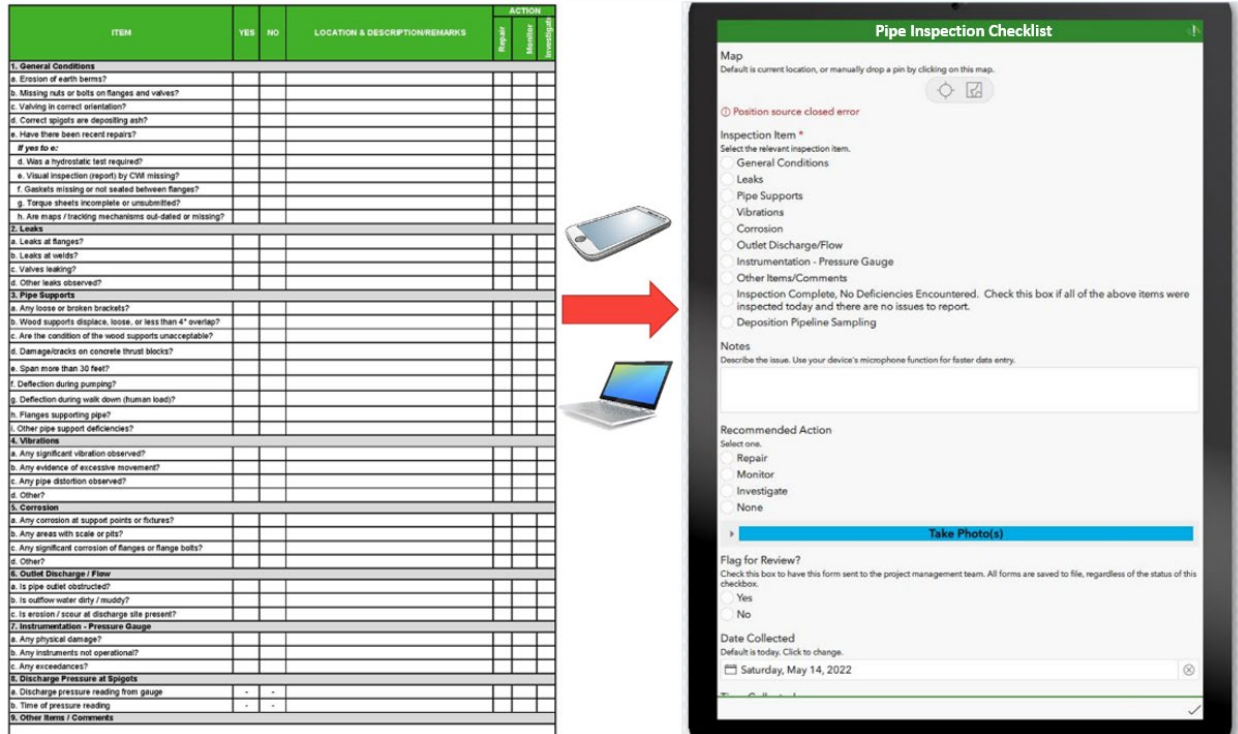 ITEM YES NO LOCATION & DESCRIPTION/REMARKS ACTION
Repair Monitor Investigate
1. General Conditions
a. Erosion of earth berms?
b. Missing nuts or bolts on flanges and valves?
c. Valving in correct orientation?
d. Correct spigots are depositing ash?
e. Have there been recent repairs?
If yes to e:
d. Was a hydrostatic test required?
e. Visual inspection (report) by CWI missing?
f. Gaskets missing or not seated between flanges?
g. Torque sheets incomplete or unsubmitted?
h. Are maps / tracking mechanisms out-dated or missing?
2. Leaks
a. Leaks at flanges?
b. Leaks at welds?
c. Valves leaking?
d. Other leaks observed?
3. Pipe Supports
a. Any loose or broken brackets?
b. Wood supports displace, loose, or less than 4" overlap?
c. Are the condition of the wood supports unacceptable?
d. Damage/cracks on concrete thrust blocks?
e. Span more than 30 feet?
f. Deflection during pumping?
g. Deflection during walk down (human load)?
h. Flanges supporting pipe?
i. Other pipe support deficiencies?
4. Vibrations
a. Any significant vibration observed?
b. Any evidence of excessive movement?
c. Any pipe distortion observed?
d. Other?
5. Corrosion
a. Any corrosion at support points or fixtures?
b. Any areas with scale or pits?
c. Any significant corrosion of flanges or flange bolts?
d. Other?
6. Outlet Discharge / Flow
a. Is pipe outlet obstructed?
b. Is outflow water dirty / muddy?
c. Is erosion / scour at discharge site present?
7. Instrumentation - Pressure Gauge
a. Any physical damage?
b. Any instruments not operational?
c. Any exceedances?
8. Discharge Pressure at Spigots
a. Discharge pressure reading from gauge - -
b. Time of pressure reading - -
9. Other Items / Comments
Pipe Inspection Checklist
Map
Default is current location, or manually drop a pin by clicking on this map.
Position source closed error
Inspection Item *
Select the relevant inspection item.
General Conditions
Leaks
Pipe Supports
Vibrations
Corrosion
Outlet Discharge/Flow
Instrumentation - Pressure Gauge
Other Items/Comments
Inspection Complete, No Deficiencies Encountered. Check this box if all of the above items were
inspected today and there are no issues to report.
Deposition Pipeline Sampling
Notes
Describe the issue. Use your device's microphone function for faster data entry.
Recommended Action
Select one.
Repair
Monitor
Investigate
None
Take Photo(s)
Flag for Review?
Check this box to have this form sent to the project management team. All forms are saved to file, regardless of the status of this
checkbox.
Yes
No
Date Collected
Default is today. Click to change.
Saturday, May 14, 2022